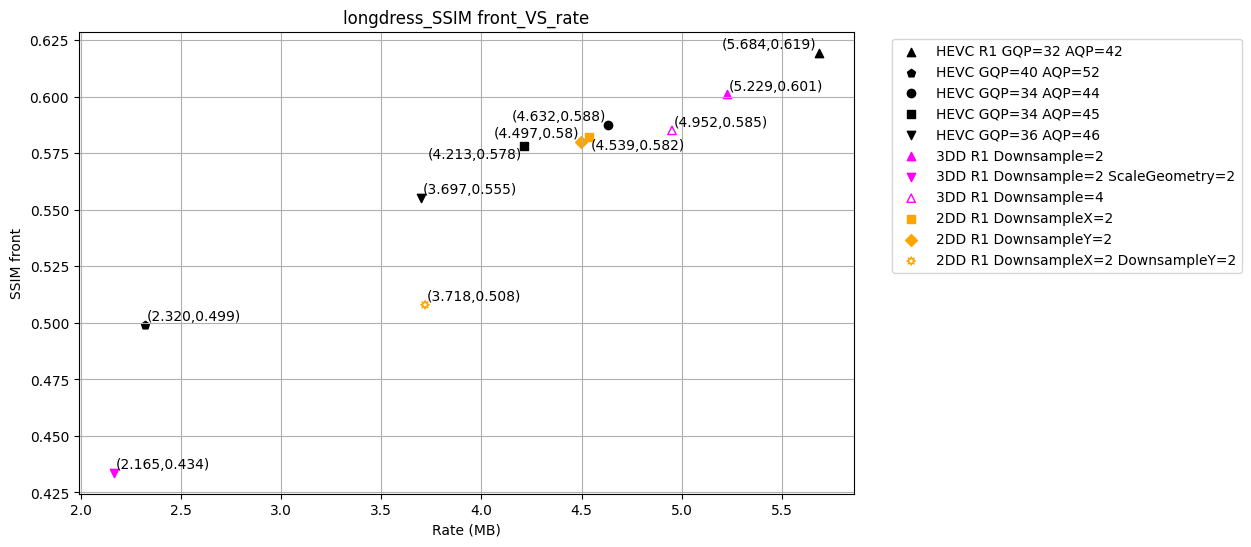 longdress_SSIM front_VS_rate
0.625
0.600
0.575
0.550
0.525
0.500
0.475
0.450
0.425
SSIM front
(5.684,0.619)
(5.229,0.601)
(4.632,0.588)
(4.952,0.585)
(4.497,0.58)
(4.539,0.582)
(4.213,0.578)
(3.697,0.555)
(3.718,0.508)
(2.320,0.499)
(2.165,0.434)
2.0 2.5 3.0 3.5 4.0 4.5 5.0 5.5
Rate (MB)
HEVC R1 GQP=32 AQP=42
HEVC GQP=40 AQP=52
HEVC GQP=34 AQP=44
HEVC GQP=34 AQP=45
HEVC GQP=36 AQP=46
3DD R1 Downsample=2
3DD R1 Downsample=2 ScaleGeometry=2
3DD R1 Downsample=4
2DD R1 DownsampleX=2
2DD R1 DownsampleY=2
2DD R1 DownsampleX=2 DownsampleY=2